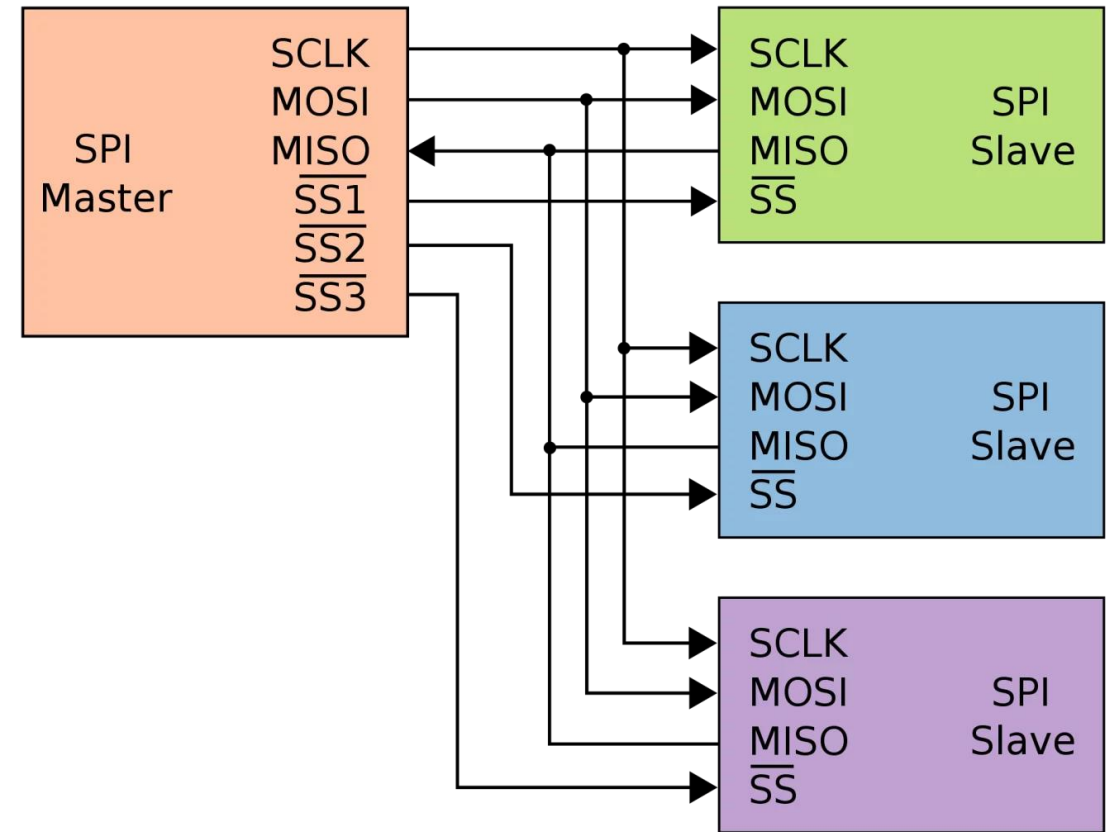 SPI
Master
SCLK
MOSI
MISO
SS1
SS2
SS3
SCLK
MOSI
MISO
SS
SPI
Slave
SCLK
MOSI
MISO
SS
SPI
Slave
SCLK
MOSI
MISO
SS
SPI
Slave